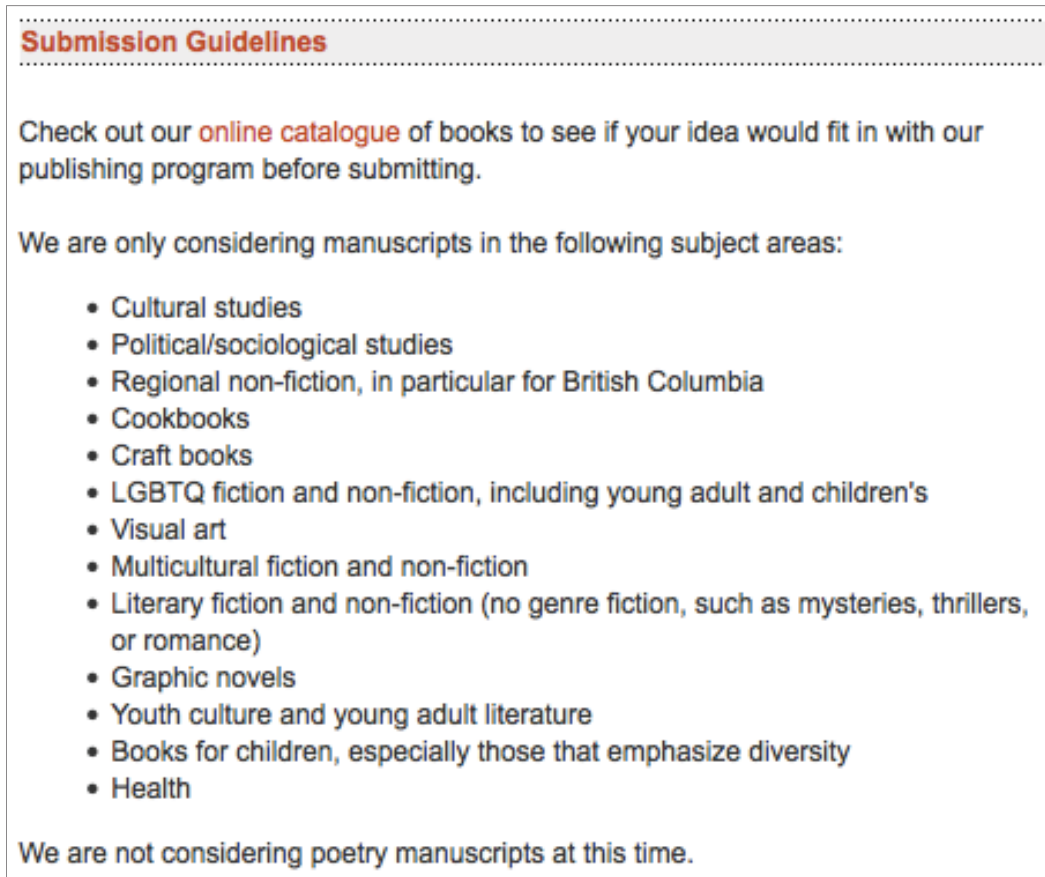 Submission Guidelines
Check out our online catalogue of books to see if your idea would fit in with our
publishing program before submitting.
We are only considering manuscripts in the following subject areas:
• Cultural studies
• Political/sociological studies
• Regional non-fiction, in particular for British Columbia
• Cookbooks
• Craft books
• LGBTQ fiction and non-fiction, including young adult and children's
• Visual art
• Multicultural fiction and non-fiction
• Literary fiction and non-fiction (no genre fiction, such as mysteries, thrillers,
or romance)
• Graphic novels
• Youth culture and young adult literature
• Books for children, especially those that emphasize diversity
• Health
We are not considering poetry manuscripts at this time.